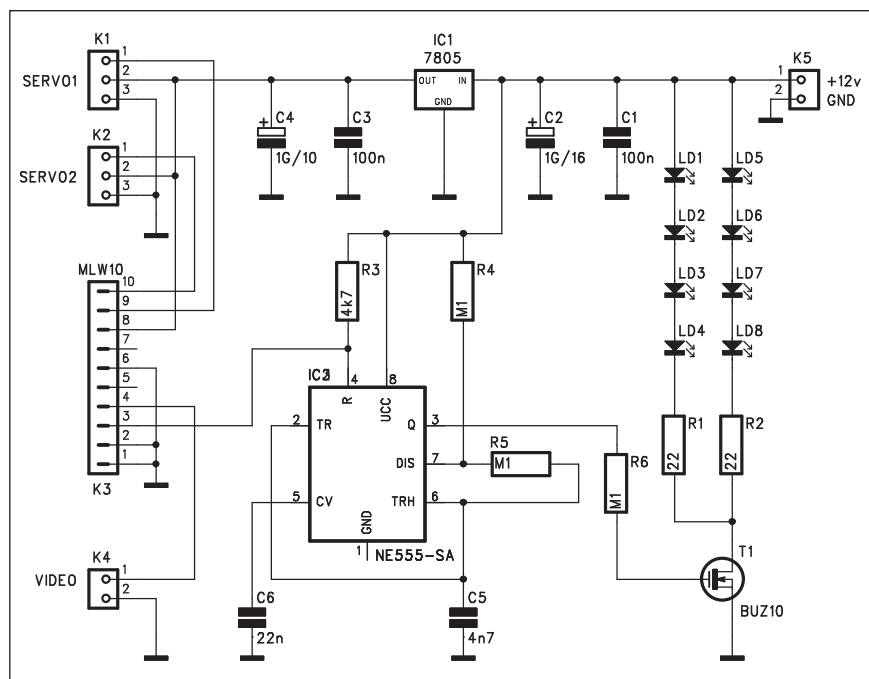 K1
SERVO1
1
2
3
K2
SERVO2
1
2
3
MLW10
10
9
8
7
6
5
4
3
2
1
K3
K4
VIDEO
1
2
IC1
7805
OUT
IN
GND
+
C4
1G/10
C3
100n
+
C2
1G/16
C1
100n
K5
1
+12v
2
GND
LD1
LD5
LD2
LD6
LD3
LD7
LD4
LD8
R3
4k7
R4
M1
4
8
R
UCC
2
TR
Q
3
DIS
7
5
CV
TRH
6
GND
1
NE555-SA
R5
M1
R6
M1
R1
22
R2
22
T1
BUZ10
C6
22n
C5
4n7